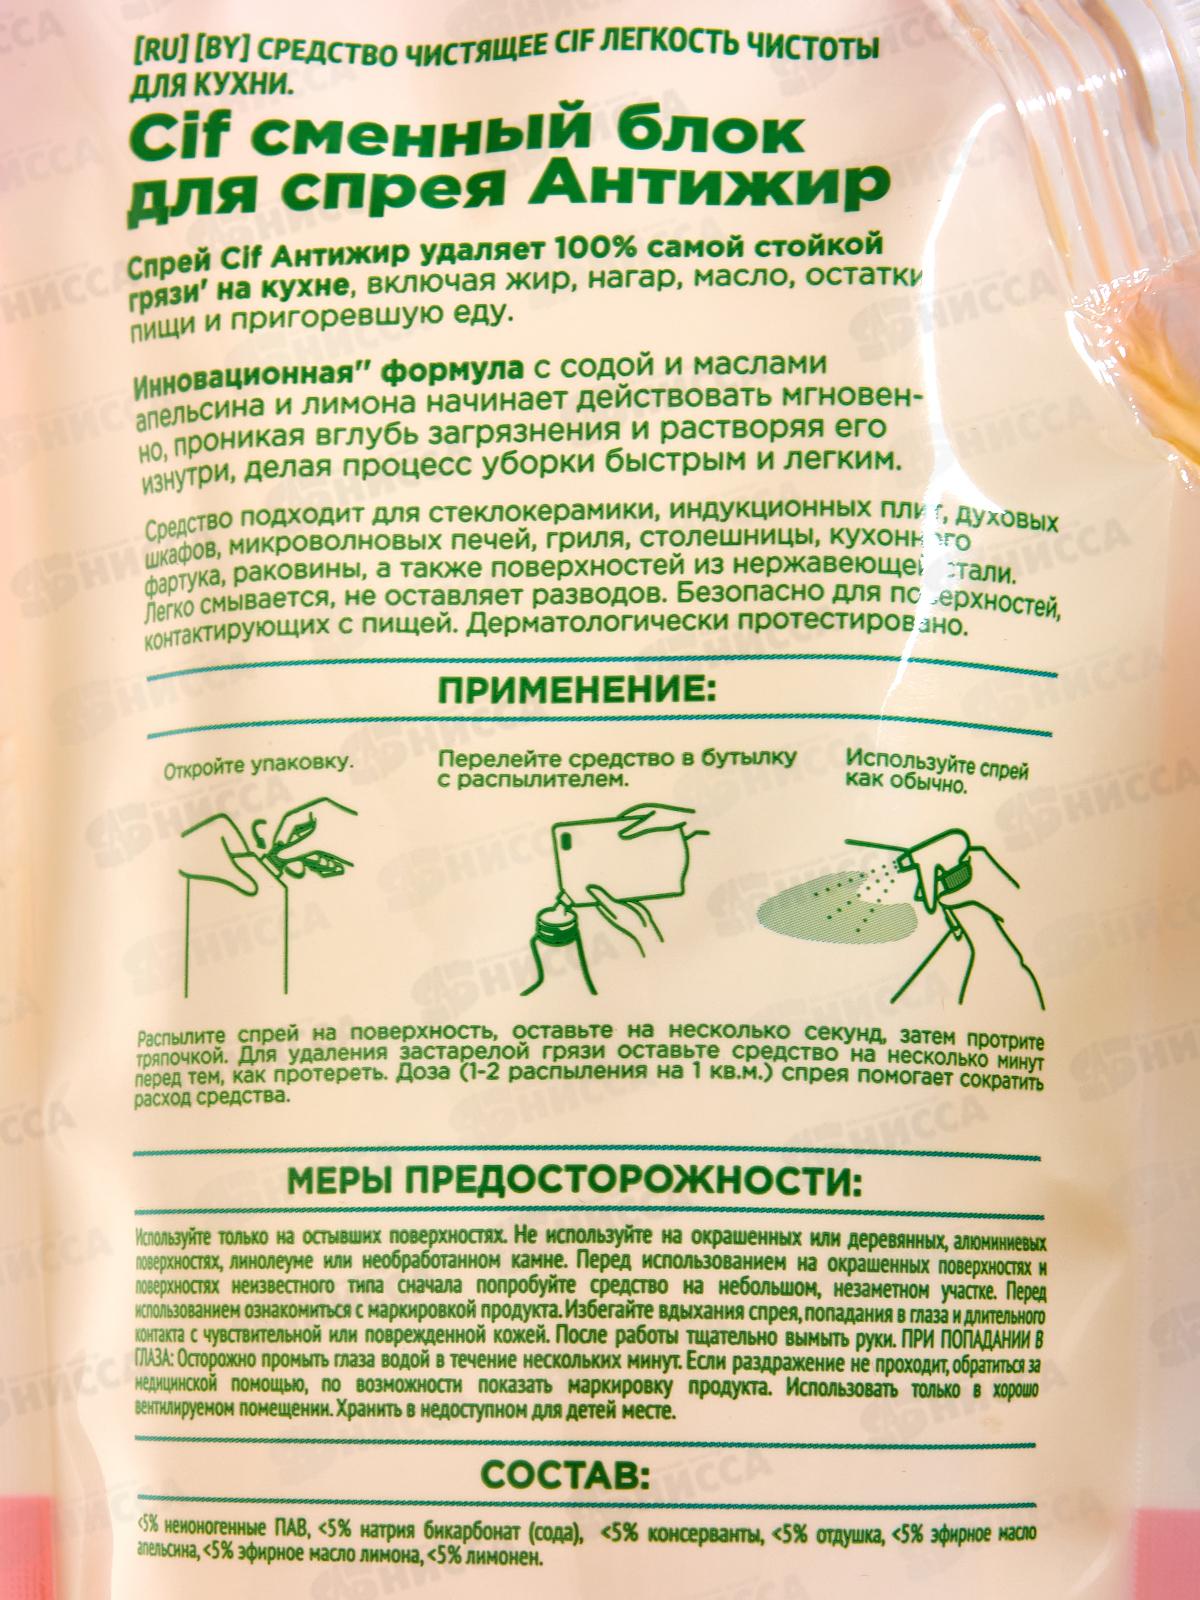 [RU] [BY] СРЕДСТВО ЧИСТЯЩЕЕ CIF ЛЕГКОСТЬ ЧИСТОТЫ
ДЛЯ КУХНИ.
Cif сменный блок
для спрея Антижир
Спрей Cif Антижир удаляет 100% самой стойкой
грязи' на кухне, включая жир, нагар, масло, остатки
пищи и пригоревшую еду.
Инновационная" формула с содой и маслами
апельсина и лимона начинает действовать мгновен-
но, проникая вглубь загрязнения и растворяя его
изнутри, делая процесс уборки быстрым и легким.
Средство подходит для стеклокерамики, индукционных плит, духовых
шкафов, микроволновых печей, гриля, столешницы, кухонного
фартука, раковины, а также поверхностей из нержавеющей стали.
Легко смывается, не оставляет разводов. Безопасно для поверхностей,
контактирующих с пищей. Дерматологически протестировано.
ПРИМЕНЕНИЕ:
Откройте упаковку.
Перелейте средство в бутылку
с распылителем.
Используйте спрей
как обычно.
Распылите спрей на поверхность, оставьте на несколько секунд, затем протрите
тряпочкой. Для удаления застарелой грязи оставьте средство на несколько минут
перед тем, как протереть. Доза (1-2 распыления на 1 кв.м.) спрея помогает сократить
расход средства.
МЕРЫ ПРЕДОСТОРОЖНОСТИ:
Используйте только на остывших поверхностях. Не используйте на окрашенных или деревянных, алюминиевых
поверхностях, линолеуме или необработанном камне. Перед использованием на окрашенных поверхностях и
поверхностях неизвестного типа сначала попробуйте средство на небольшом, незаметном участке. Перед
использованием ознакомиться с маркировкой продукта. Избегайте вдыхания спрея, попадания в глаза и длительного
контакта с чувствительной или поврежденной кожей. После работы тщательно вымыть руки. ПРИ ПОПАДАНИИ В
ГЛАЗА: Осторожно промыть глаза водой в течение нескольких минут. Если раздражение не проходит, обратиться за
медицинской помощью, по возможности показать маркировку продукта. Использовать только в хорошо
вентилируемом помещении. Хранить в недоступном для детей месте.
СОСТАВ:
<5% неионогенные ПАВ, <5% натрия бикарбонат (сода), <5% консерванты, <5% отдушка, <5% эфирное масло
апельсина, <5% эфирное масло лимона, <5% лимонен.